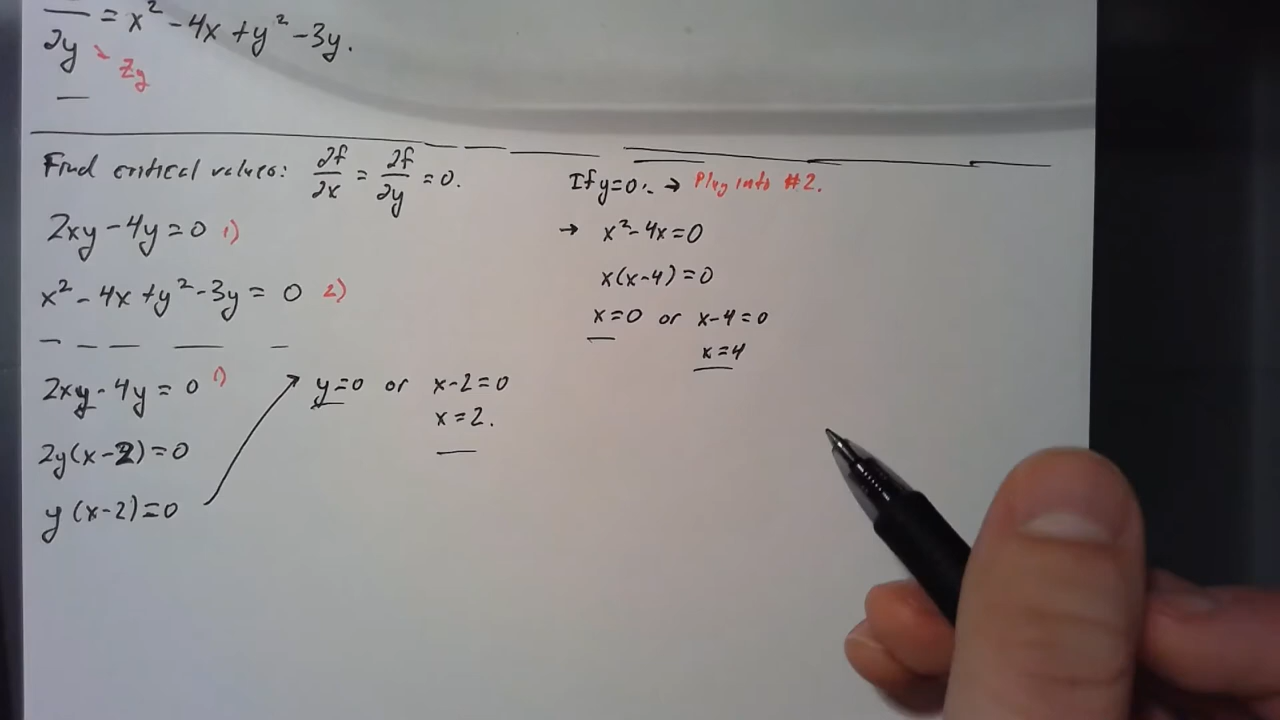 ∂y = x² - 4x + y² - 3y.
= Zy
Find critical values: ∂f/∂x = ∂f/∂y = 0.
2xy - 4y = 0 1)
x² - 4x + y² - 3y = 0 2)
2xy - 4y = 0 1)
2y(x-2) = 0
y(x-2) = 0
y=0 or x-2=0
x=2.
If y=0:- → Plug into #2.
→ x² - 4x = 0
x(x-4) = 0
x=0 or x-4=0
x=4